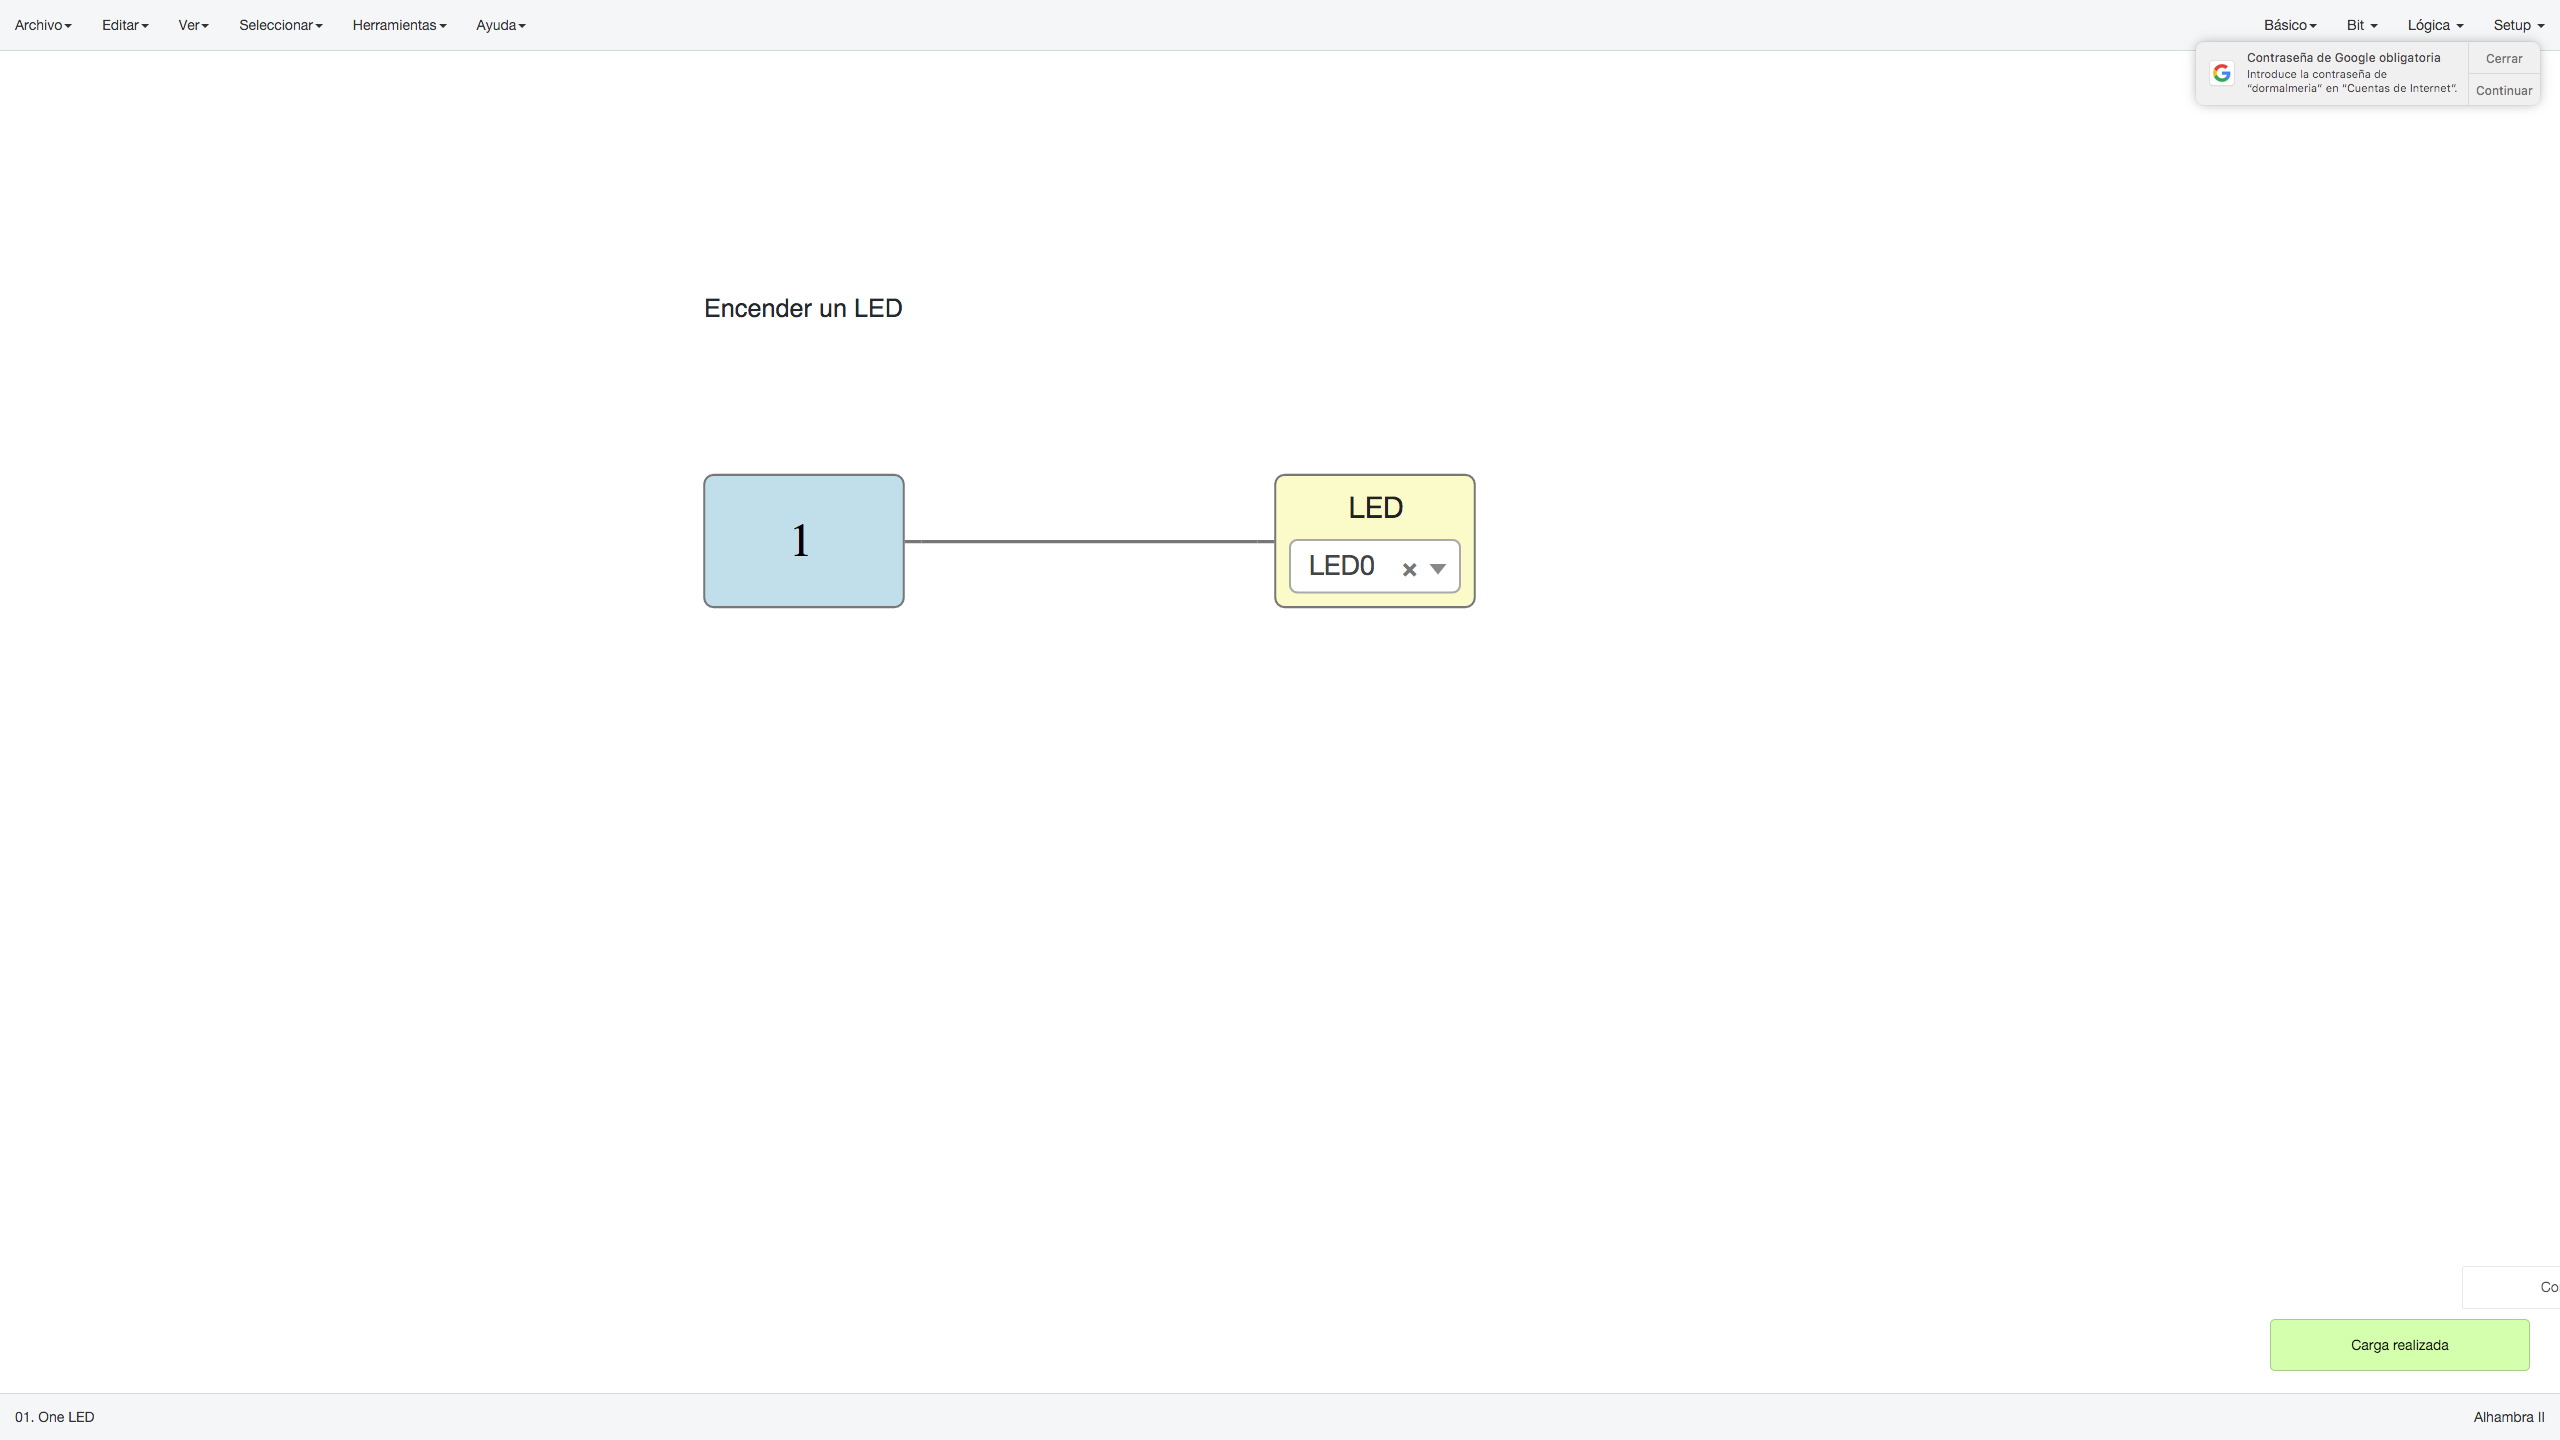 Archivo Editar Ver Seleccionar Herramientas Ayuda Básico Bit Lógica Setup
Contraseña de Google obligatoria
Introduce la contraseña de
“dormalmeria” en “Cuentas de Internet”.
Cerrar
Continuar
Encender un LED
1
LED
LED0
Co
Carga realizada
01. One LED Alhambra II